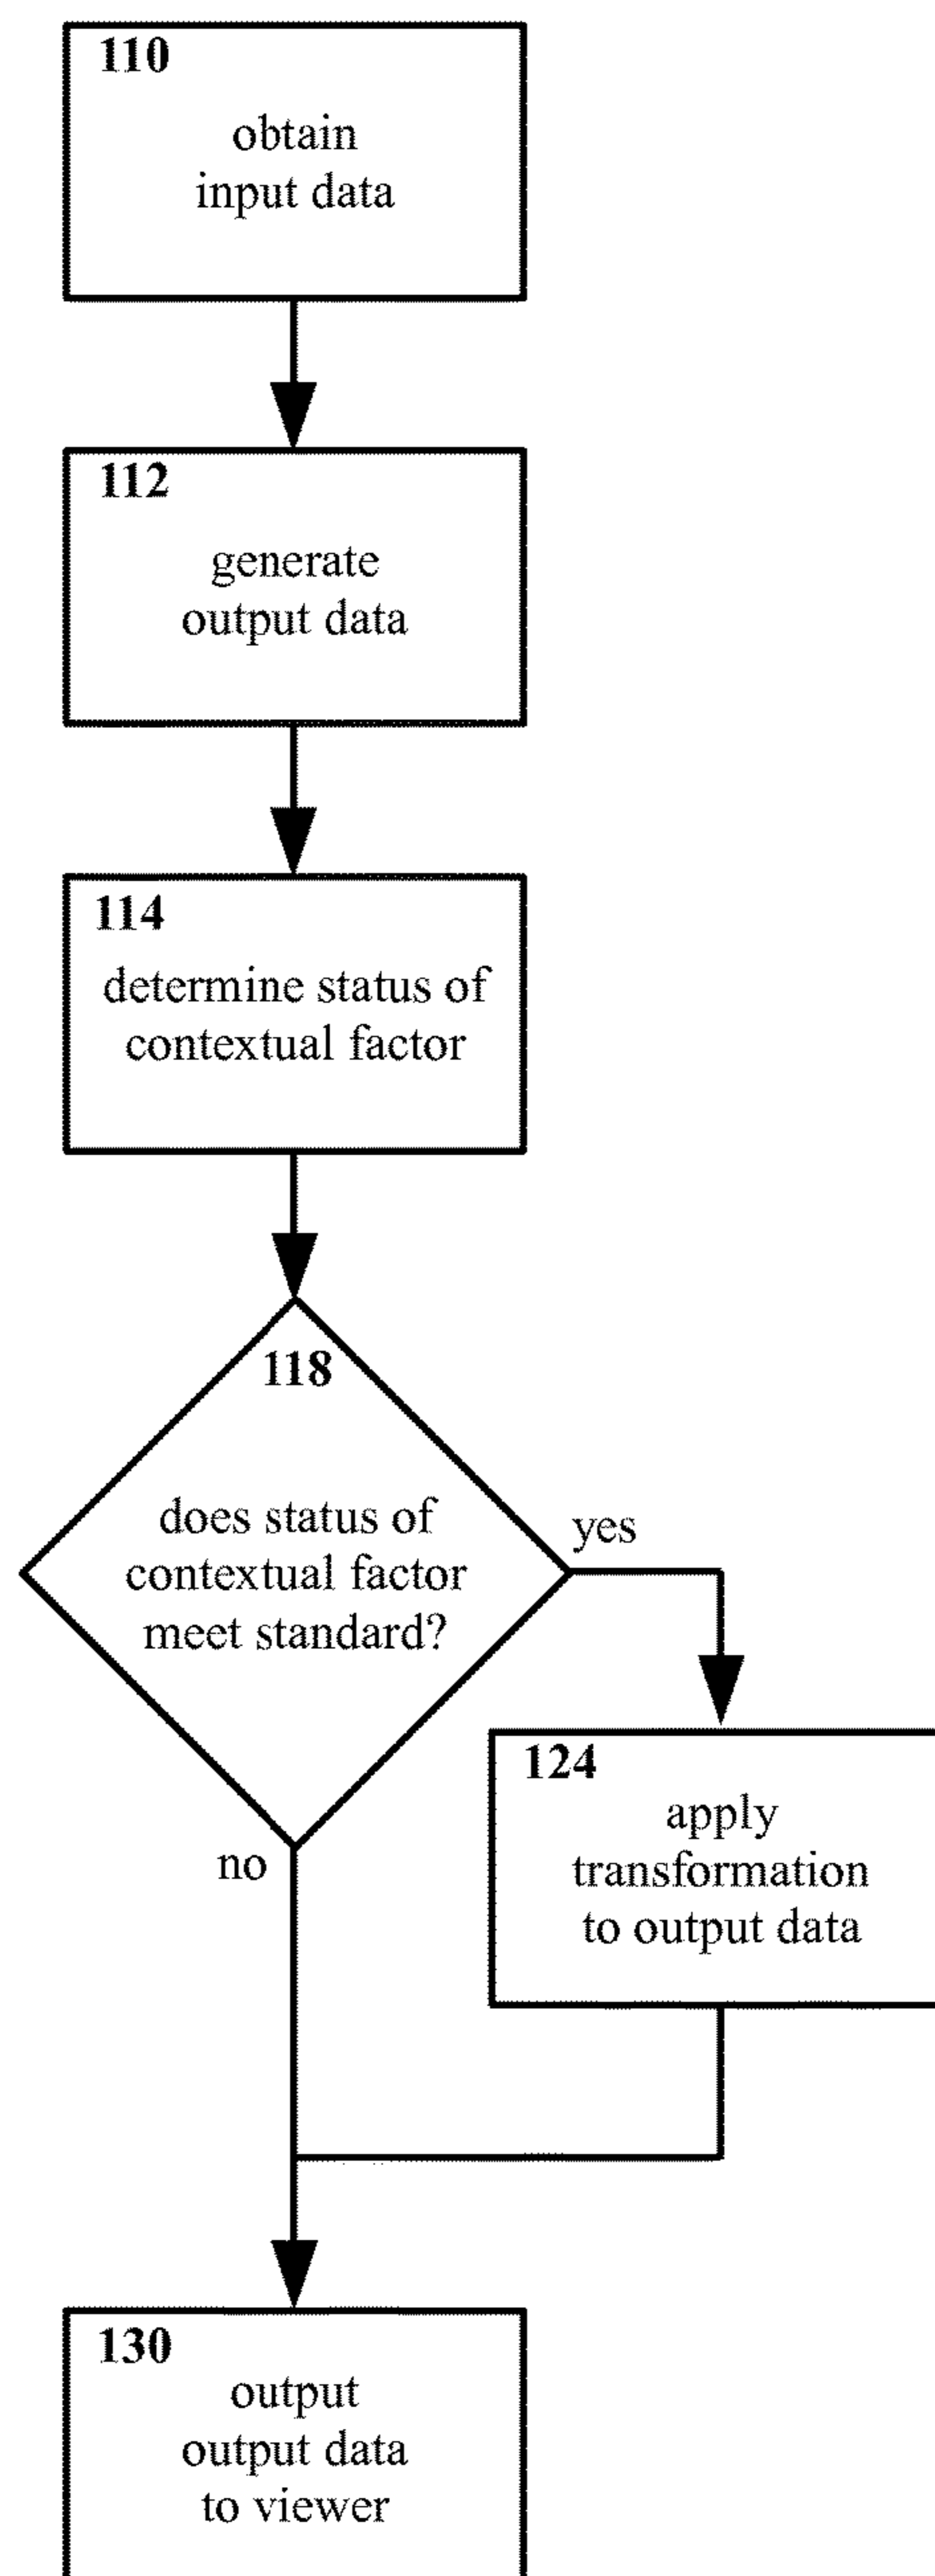 110
obtain
input data
112
generate
output data
114
determine status of
contextual factor
118
does status of
contextual factor
meet standard?
yes
no
124
apply
transformation
to output data
130
output
output data
to viewer